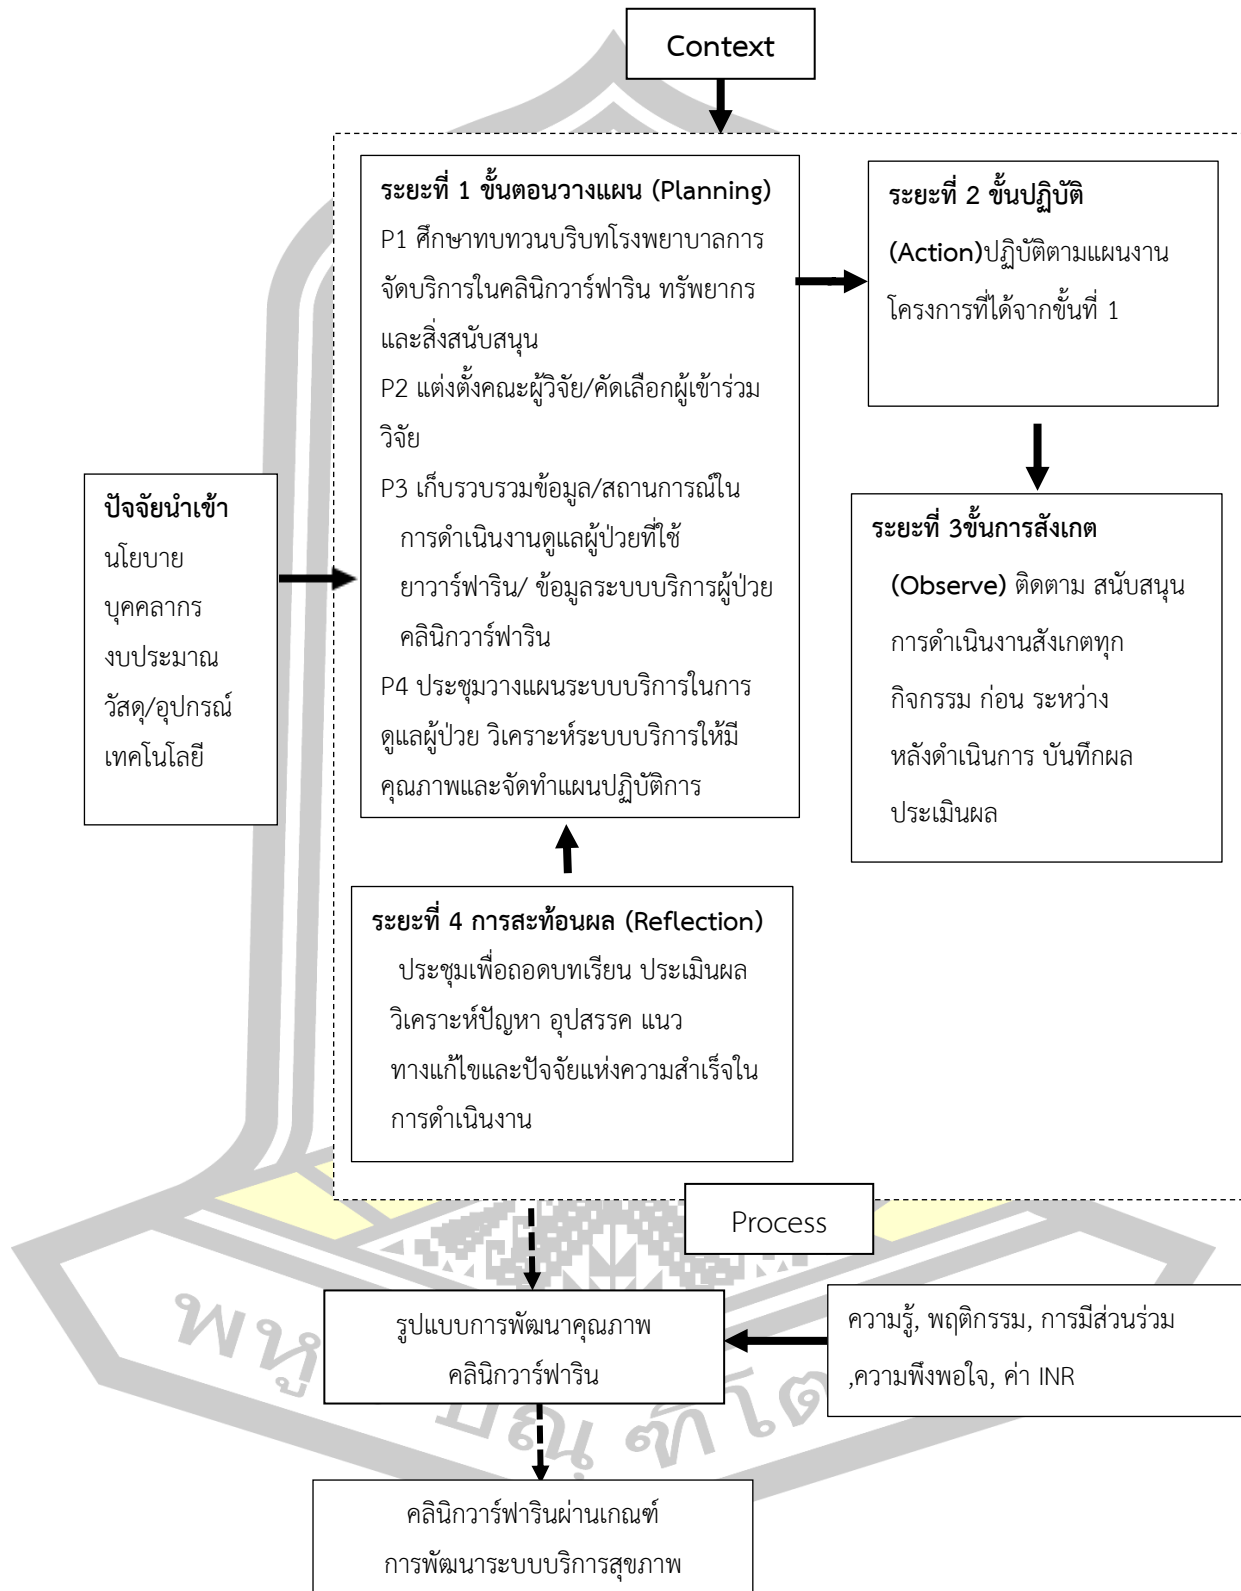 Context
ระยะที่ 1 ขั้นตอนวางแผน (Planning)
P1 ศึกษาทบทวนบริบทโรงพยาบาลการ
จัดบริการในคลินิกวาร์ฟาริน ทรัพยากร
และสิ่งสนับสนุน
P2 แต่งตั้งคณะผู้วิจัย/คัดเลือกผู้เข้าร่วม
วิจัย
P3 เก็บรวบรวมข้อมูล/สถานการณ์ใน
การดำเนินงานดูแลผู้ป่วยที่ใช้
ยาวาร์ฟาริน/ ข้อมูลระบบบริการผู้ป่วย
คลินิกวาร์ฟาริน
P4 ประชุมวางแผนระบบบริการในการ
ดูแลผู้ป่วย วิเคราะห์ระบบบริการให้มี
คุณภาพและจัดทำแผนปฏิบัติการ
ระยะที่ 2 ขั้นปฏิบัติ
(Action)ปฏิบัติตามแผนงาน
โครงการที่ได้จากขั้นที่ 1
ปัจจัยนำเข้า
นโยบาย
บุคคลากร
งบประมาณ
วัสดุ/อุปกรณ์
เทคโนโลยี
ระยะที่ 3ขั้นการสังเกต
(Observe) ติดตาม สนับสนุน
การดำเนินงานสังเกตทุก
กิจกรรม ก่อน ระหว่าง
หลังดำเนินการ บันทึกผล
ประเมินผล
ระยะที่ 4 การสะท้อนผล (Reflection)
ประชุมเพื่อถอดบทเรียน ประเมินผล
วิเคราะห์ปัญหา อุปสรรค แนว
ทางแก้ไขและปัจจัยแห่งความสำเร็จใน
การดำเนินงาน
Process
รูปแบบการพัฒนาคุณภาพ
คลินิกวาร์ฟาริน
ความรู้, พฤติกรรม, การมีส่วนร่วม
,ความพึงพอใจ, ค่า INR
คลินิกวาร์ฟารินผ่านเกณฑ์
การพัฒนาระบบบริการสุขภาพ